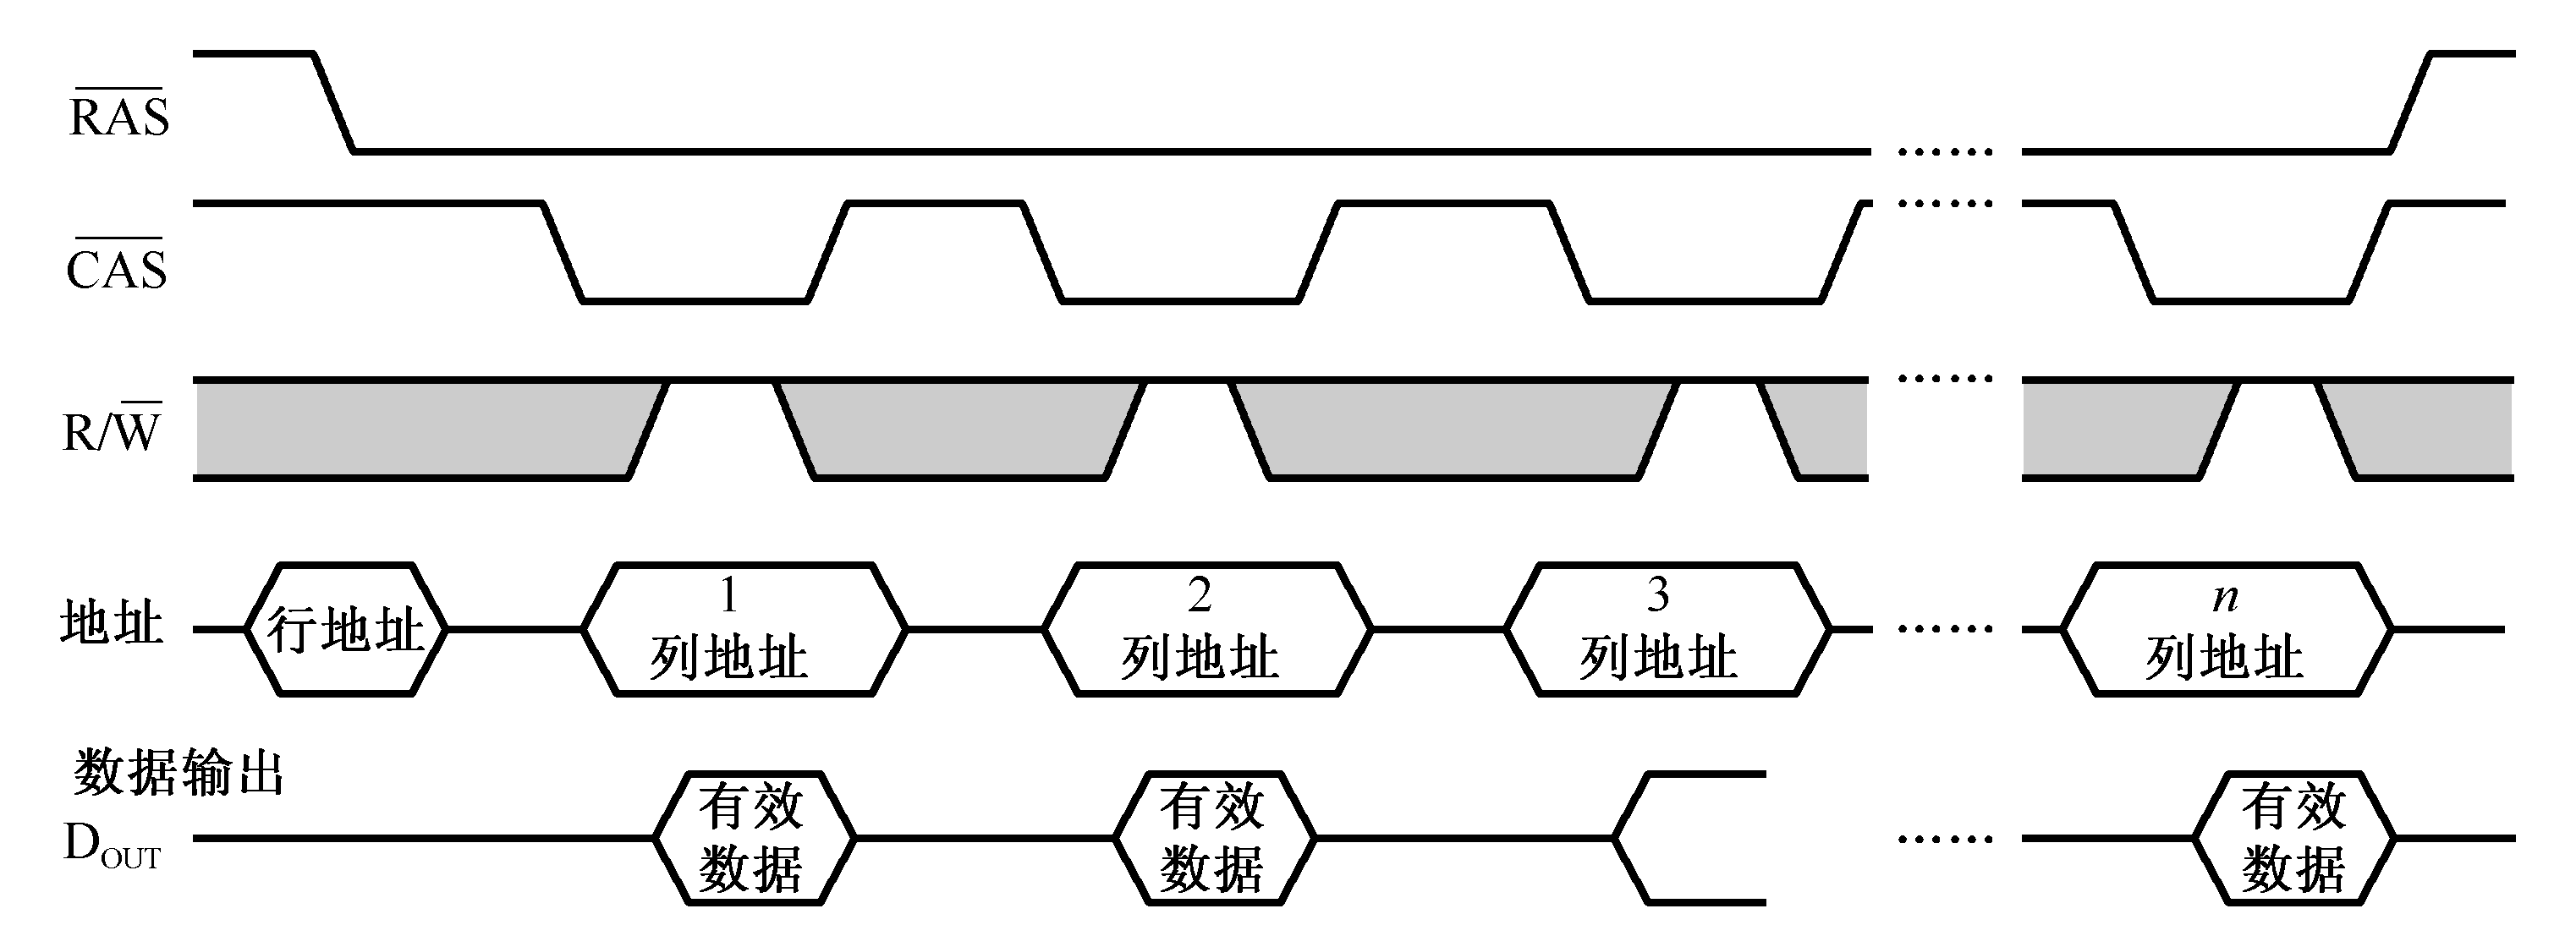 RAS
CAS
R/W
地址
行地址
1
列地址
2
列地址
3
列地址
……
n
列地址
数据输出
D_OUT
有效
数据
有效
数据
……
有效
数据